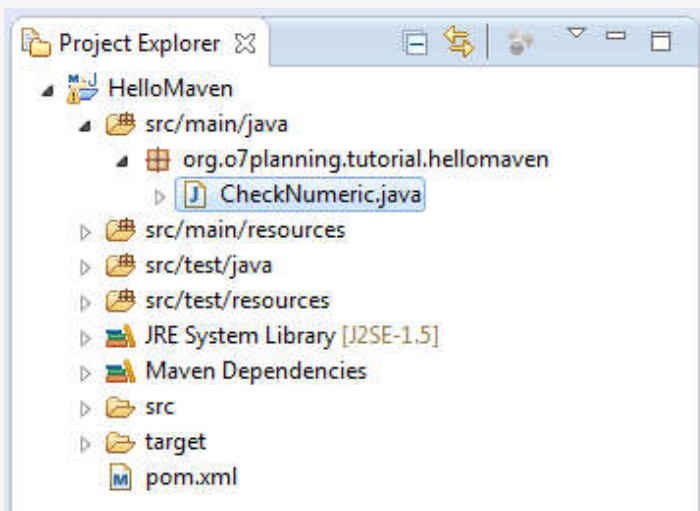 Project Explorer
HelloMaven
src/main/java
org.o7planning.tutorial.hellomaven
CheckNumeric.java
src/main/resources
src/test/java
src/test/resources
JRE System Library [J2SE-1.5]
Maven Dependencies
src
target
pom.xml